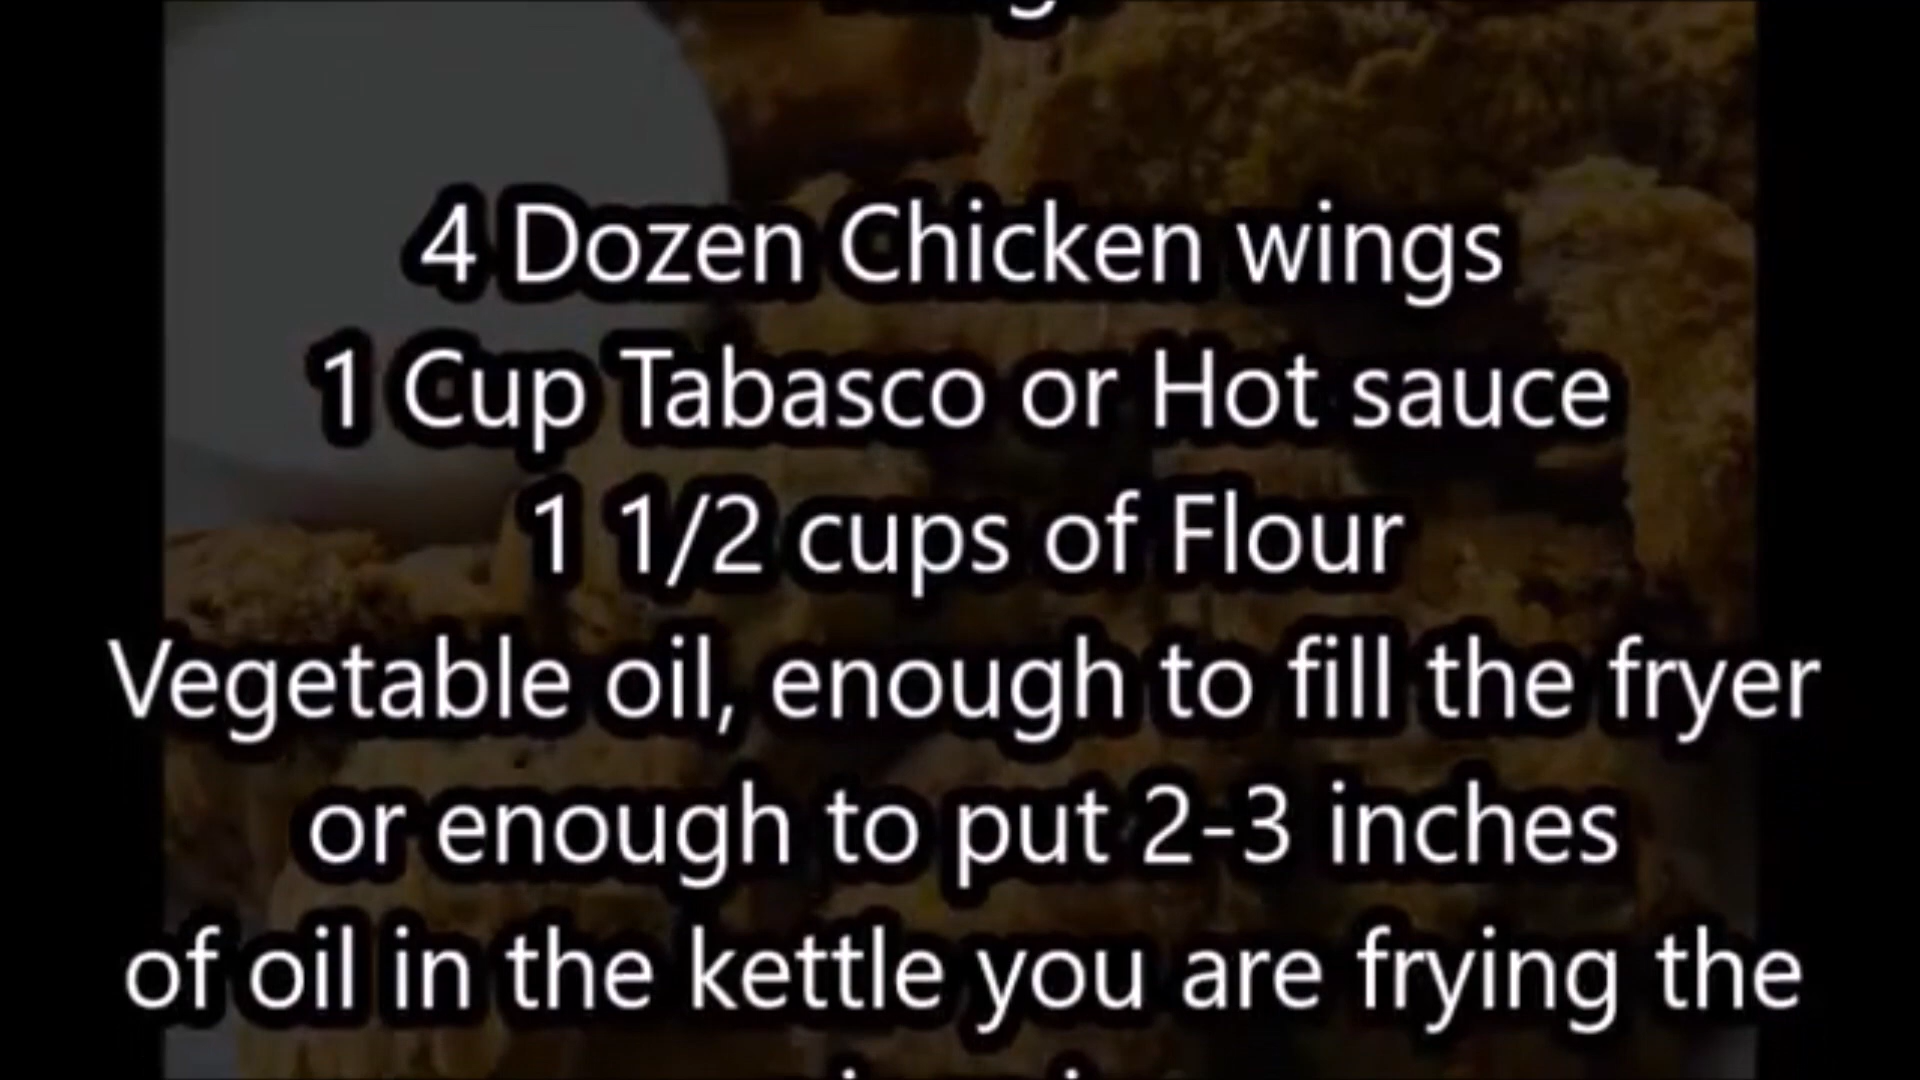 4 Dozen Chicken wings
1 Cup Tabasco or Hot sauce
1 1/2 cups of Flour
Vegetable oil, enough to fill the fryer
or enough to put 2-3 inches
of oil in the kettle you are frying the